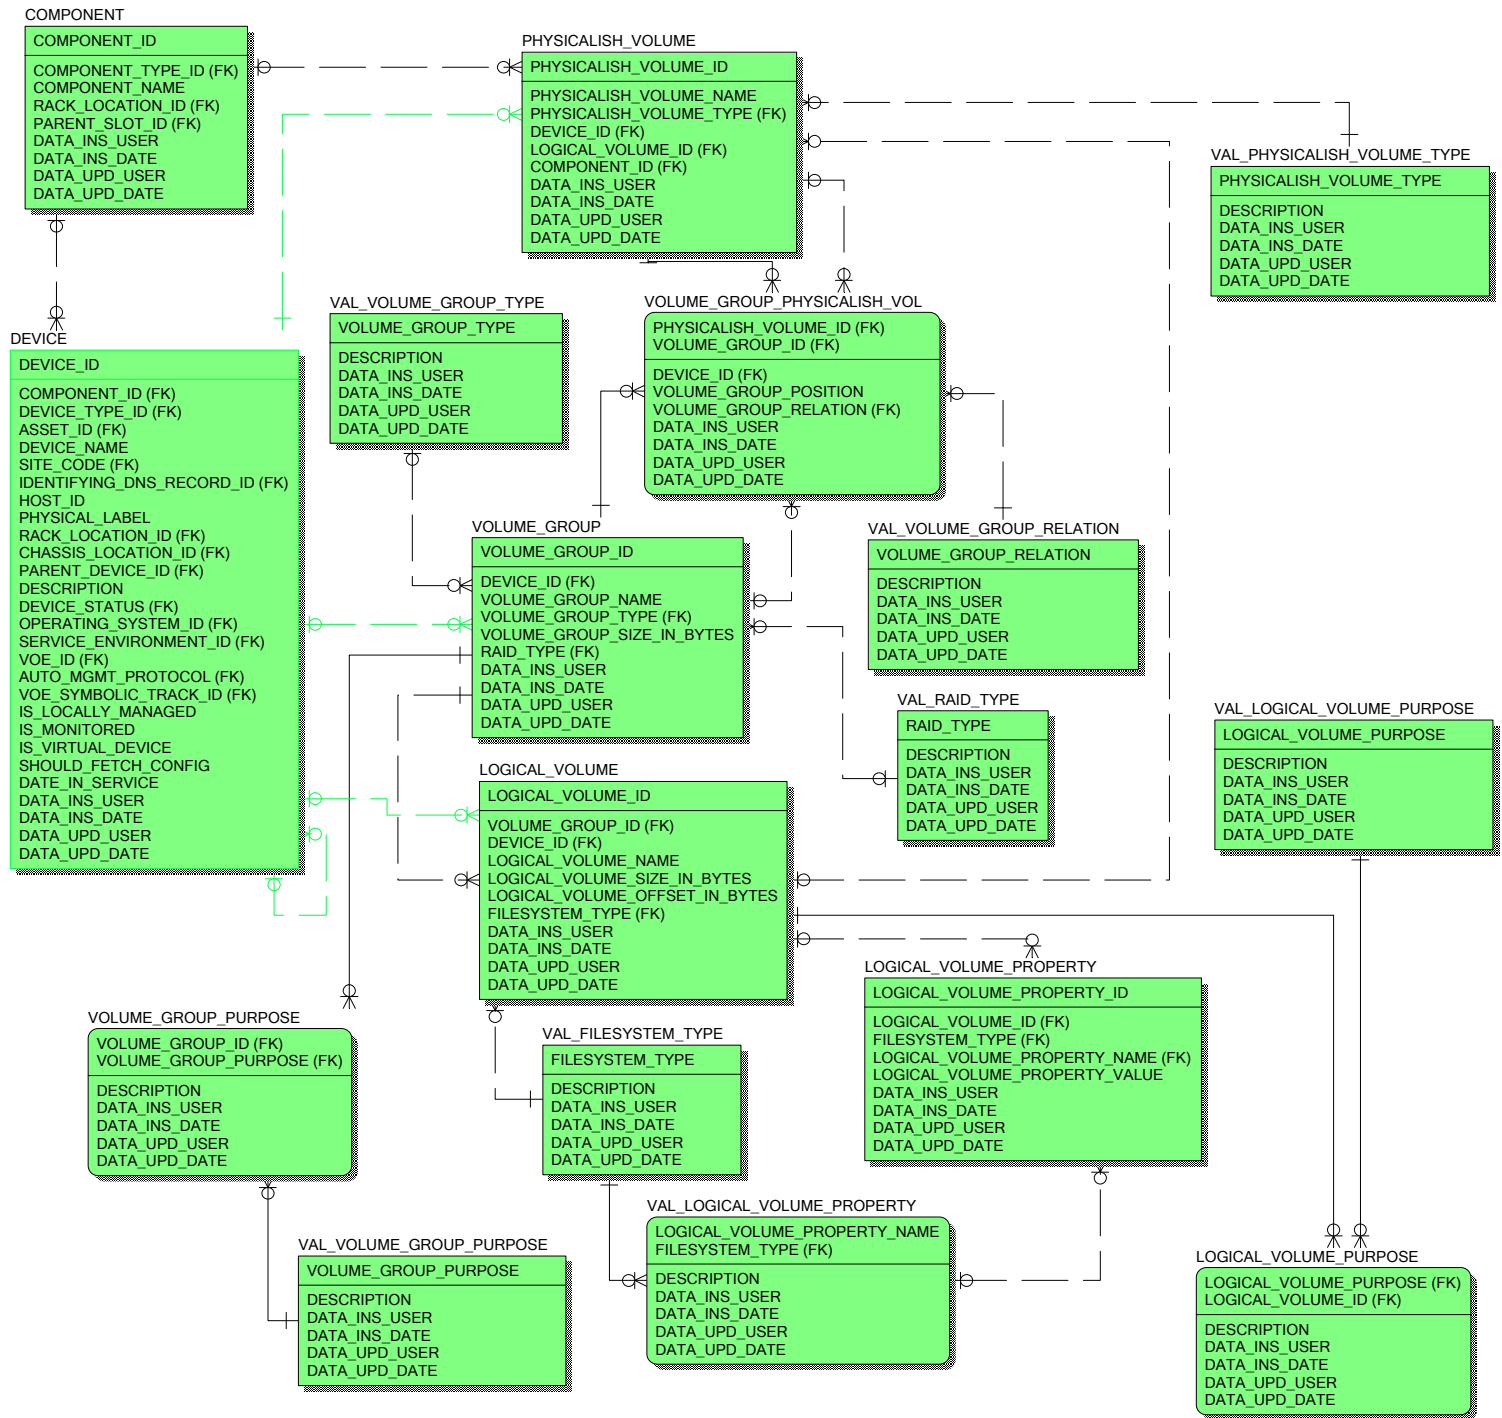 COMPONENT
COMPONENT_ID
COMPONENT_TYPE_ID (FK)
COMPONENT_NAME
RACK_LOCATION_ID (FK)
PARENT_SLOT_ID (FK)
DATA_INS_USER
DATA_INS_DATE
DATA_UPD_USER
DATA_UPD_DATE
PHYSICALISH_VOLUME
PHYSICALISH_VOLUME_ID
PHYSICALISH_VOLUME_NAME
PHYSICALISH_VOLUME_TYPE (FK)
DEVICE_ID (FK)
LOGICAL_VOLUME_ID (FK)
COMPONENT_ID (FK)
DATA_INS_USER
DATA_INS_DATE
DATA_UPD_USER
DATA_UPD_DATE
VAL_PHYSICALISH_VOLUME_TYPE
PHYSICALISH_VOLUME_TYPE
DESCRIPTION
DATA_INS_USER
DATA_INS_DATE
DATA_UPD_USER
DATA_UPD_DATE
DEVICE
DEVICE_ID
COMPONENT_ID (FK)
DEVICE_TYPE_ID (FK)
ASSET_ID (FK)
DEVICE_NAME
SITE_CODE (FK)
IDENTIFYING_DNS_RECORD_ID (FK)
HOST_ID
PHYSICAL_LABEL
RACK_LOCATION_ID (FK)
CHASSIS_LOCATION_ID (FK)
PARENT_DEVICE_ID (FK)
DESCRIPTION
DEVICE_STATUS (FK)
OPERATING_SYSTEM_ID (FK)
SERVICE_ENVIRONMENT_ID (FK)
VOE_ID (FK)
AUTO_MGMT_PROTOCOL (FK)
VOE_SYMBOLIC_TRACK_ID (FK)
IS_LOCALLY_MANAGED
IS_MONITORED
IS_VIRTUAL_DEVICE
SHOULD_FETCH_CONFIG
DATE_IN_SERVICE
DATA_INS_USER
DATA_INS_DATE
DATA_UPD_USER
DATA_UPD_DATE
VAL_VOLUME_GROUP_TYPE
VOLUME_GROUP_TYPE
DESCRIPTION
DATA_INS_USER
DATA_INS_DATE
DATA_UPD_USER
DATA_UPD_DATE
VOLUME_GROUP_PHYSICALISH_VOL
PHYSICALISH_VOLUME_ID (FK)
VOLUME_GROUP_ID (FK)
DEVICE_ID (FK)
VOLUME_GROUP_POSITION
VOLUME_GROUP_RELATION (FK)
DATA_INS_USER
DATA_INS_DATE
DATA_UPD_USER
DATA_UPD_DATE
VOLUME_GROUP
VOLUME_GROUP_ID
DEVICE_ID (FK)
VOLUME_GROUP_NAME
VOLUME_GROUP_TYPE (FK)
VOLUME_GROUP_SIZE_IN_BYTES
RAID_TYPE (FK)
DATA_INS_USER
DATA_INS_DATE
DATA_UPD_USER
DATA_UPD_DATE
VAL_VOLUME_GROUP_RELATION
VOLUME_GROUP_RELATION
DESCRIPTION
DATA_INS_USER
DATA_INS_DATE
DATA_UPD_USER
DATA_UPD_DATE
VAL_RAID_TYPE
RAID_TYPE
DESCRIPTION
DATA_INS_USER
DATA_INS_DATE
DATA_UPD_USER
DATA_UPD_DATE
VAL_LOGICAL_VOLUME_PURPOSE
LOGICAL_VOLUME_PURPOSE
DESCRIPTION
DATA_INS_USER
DATA_INS_DATE
DATA_UPD_USER
DATA_UPD_DATE
LOGICAL_VOLUME
LOGICAL_VOLUME_ID
VOLUME_GROUP_ID (FK)
DEVICE_ID (FK)
LOGICAL_VOLUME_NAME
LOGICAL_VOLUME_SIZE_IN_BYTES
LOGICAL_VOLUME_OFFSET_IN_BYTES
FILESYSTEM_TYPE (FK)
DATA_INS_USER
DATA_INS_DATE
DATA_UPD_USER
DATA_UPD_DATE
LOGICAL_VOLUME_PROPERTY
LOGICAL_VOLUME_PROPERTY_ID
LOGICAL_VOLUME_ID (FK)
FILESYSTEM_TYPE (FK)
LOGICAL_VOLUME_PROPERTY_NAME (FK)
LOGICAL_VOLUME_PROPERTY_VALUE
DATA_INS_USER
DATA_INS_DATE
DATA_UPD_USER
DATA_UPD_DATE
VOLUME_GROUP_PURPOSE
VOLUME_GROUP_ID (FK)
VOLUME_GROUP_PURPOSE (FK)
DESCRIPTION
DATA_INS_USER
DATA_INS_DATE
DATA_UPD_USER
DATA_UPD_DATE
VAL_FILESYSTEM_TYPE
FILESYSTEM_TYPE
DESCRIPTION
DATA_INS_USER
DATA_INS_DATE
DATA_UPD_USER
DATA_UPD_DATE
VAL_VOLUME_GROUP_PURPOSE
VOLUME_GROUP_PURPOSE
DESCRIPTION
DATA_INS_USER
DATA_INS_DATE
DATA_UPD_USER
DATA_UPD_DATE
VAL_LOGICAL_VOLUME_PROPERTY
LOGICAL_VOLUME_PROPERTY_NAME
FILESYSTEM_TYPE (FK)
DESCRIPTION
DATA_INS_USER
DATA_INS_DATE
DATA_UPD_USER
DATA_UPD_DATE
LOGICAL_VOLUME_PURPOSE
LOGICAL_VOLUME_PURPOSE (FK)
LOGICAL_VOLUME_ID (FK)
DESCRIPTION
DATA_INS_USER
DATA_INS_DATE
DATA_UPD_USER
DATA_UPD_DATE